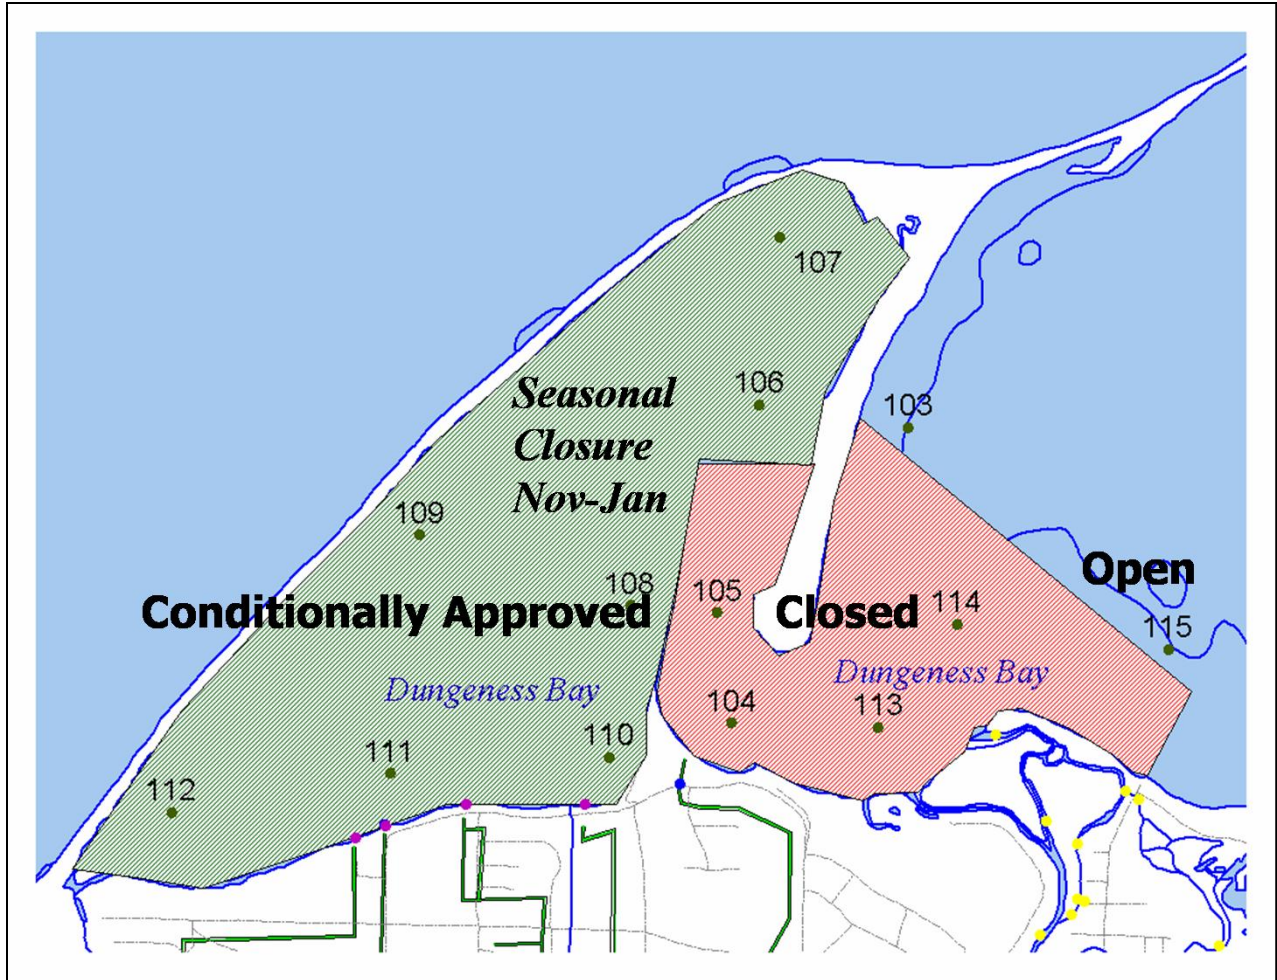 107
106
103
Seasonal
Closure
Nov-Jan
109
108
105
114
Open
115
Conditionally Approved
Closed
Dungeness Bay
Dungeness Bay
104
113
110
111
112